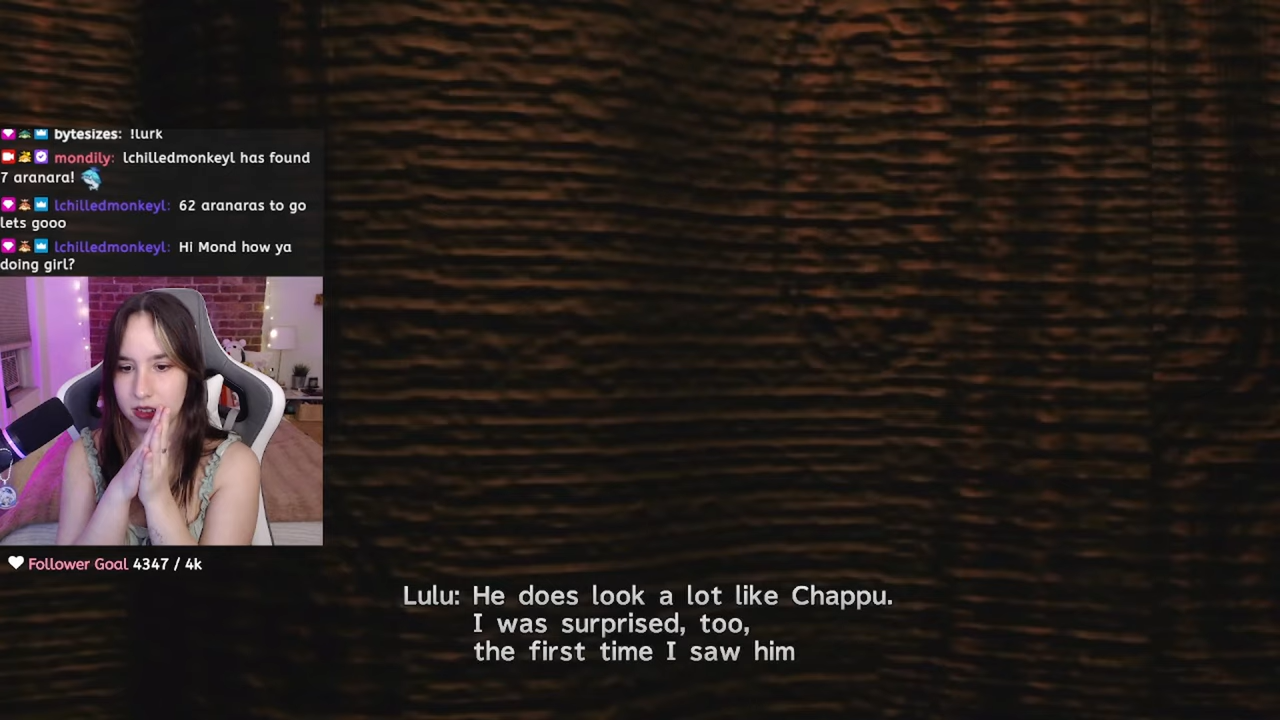 bytesizes: !lurk
mondily: lchilledmonkeyl has found
7 aranara!
lchilledmonkeyl: 62 aranaras to go
lets gooo
lchilledmonkeyl: Hi Mond how ya
doing girl?
Follower Goal 4347 / 4k
Lulu: He does look a lot like Chappu.
I was surprised, too,
the first time I saw him